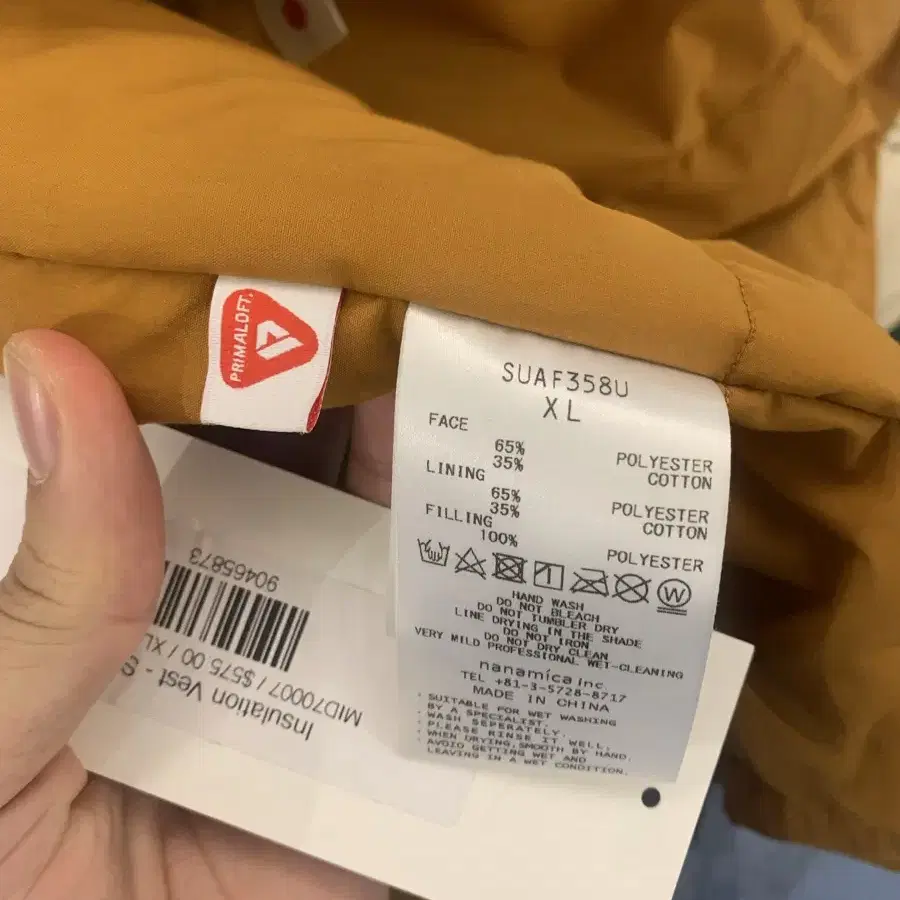 PRIMALOFT.
SUAF358U
XL
FACE
65% POLYESTER
35% COTTON
LINING
65% POLYESTER
35% COTTON
FILLING
100% POLYESTER
W
HAND WASH
DO NOT BLEACH
DO NOT TUMBLER DRY
LINE DRYING IN THE SHADE
DO NOT IRON
DO NOT DRY CLEAN
VERY MILD PROFESSIONAL WET-CLEANING
nanamica inc.
TEL +81-3-5728-8717
MADE IN CHINA
・SUITABLE FOR WET WASHING
BY A SPECIALIST.
・WASH SEPERATELY.
・PLEASE RINSE IT WELL.
・WHEN DRYING, SMOOTH BY HAND.
・AVOID GETTING WET AND
LEAVING IN A WET CONDITION.
Insulation Vest - S
MID70007 / $575.00 / XL
90465873